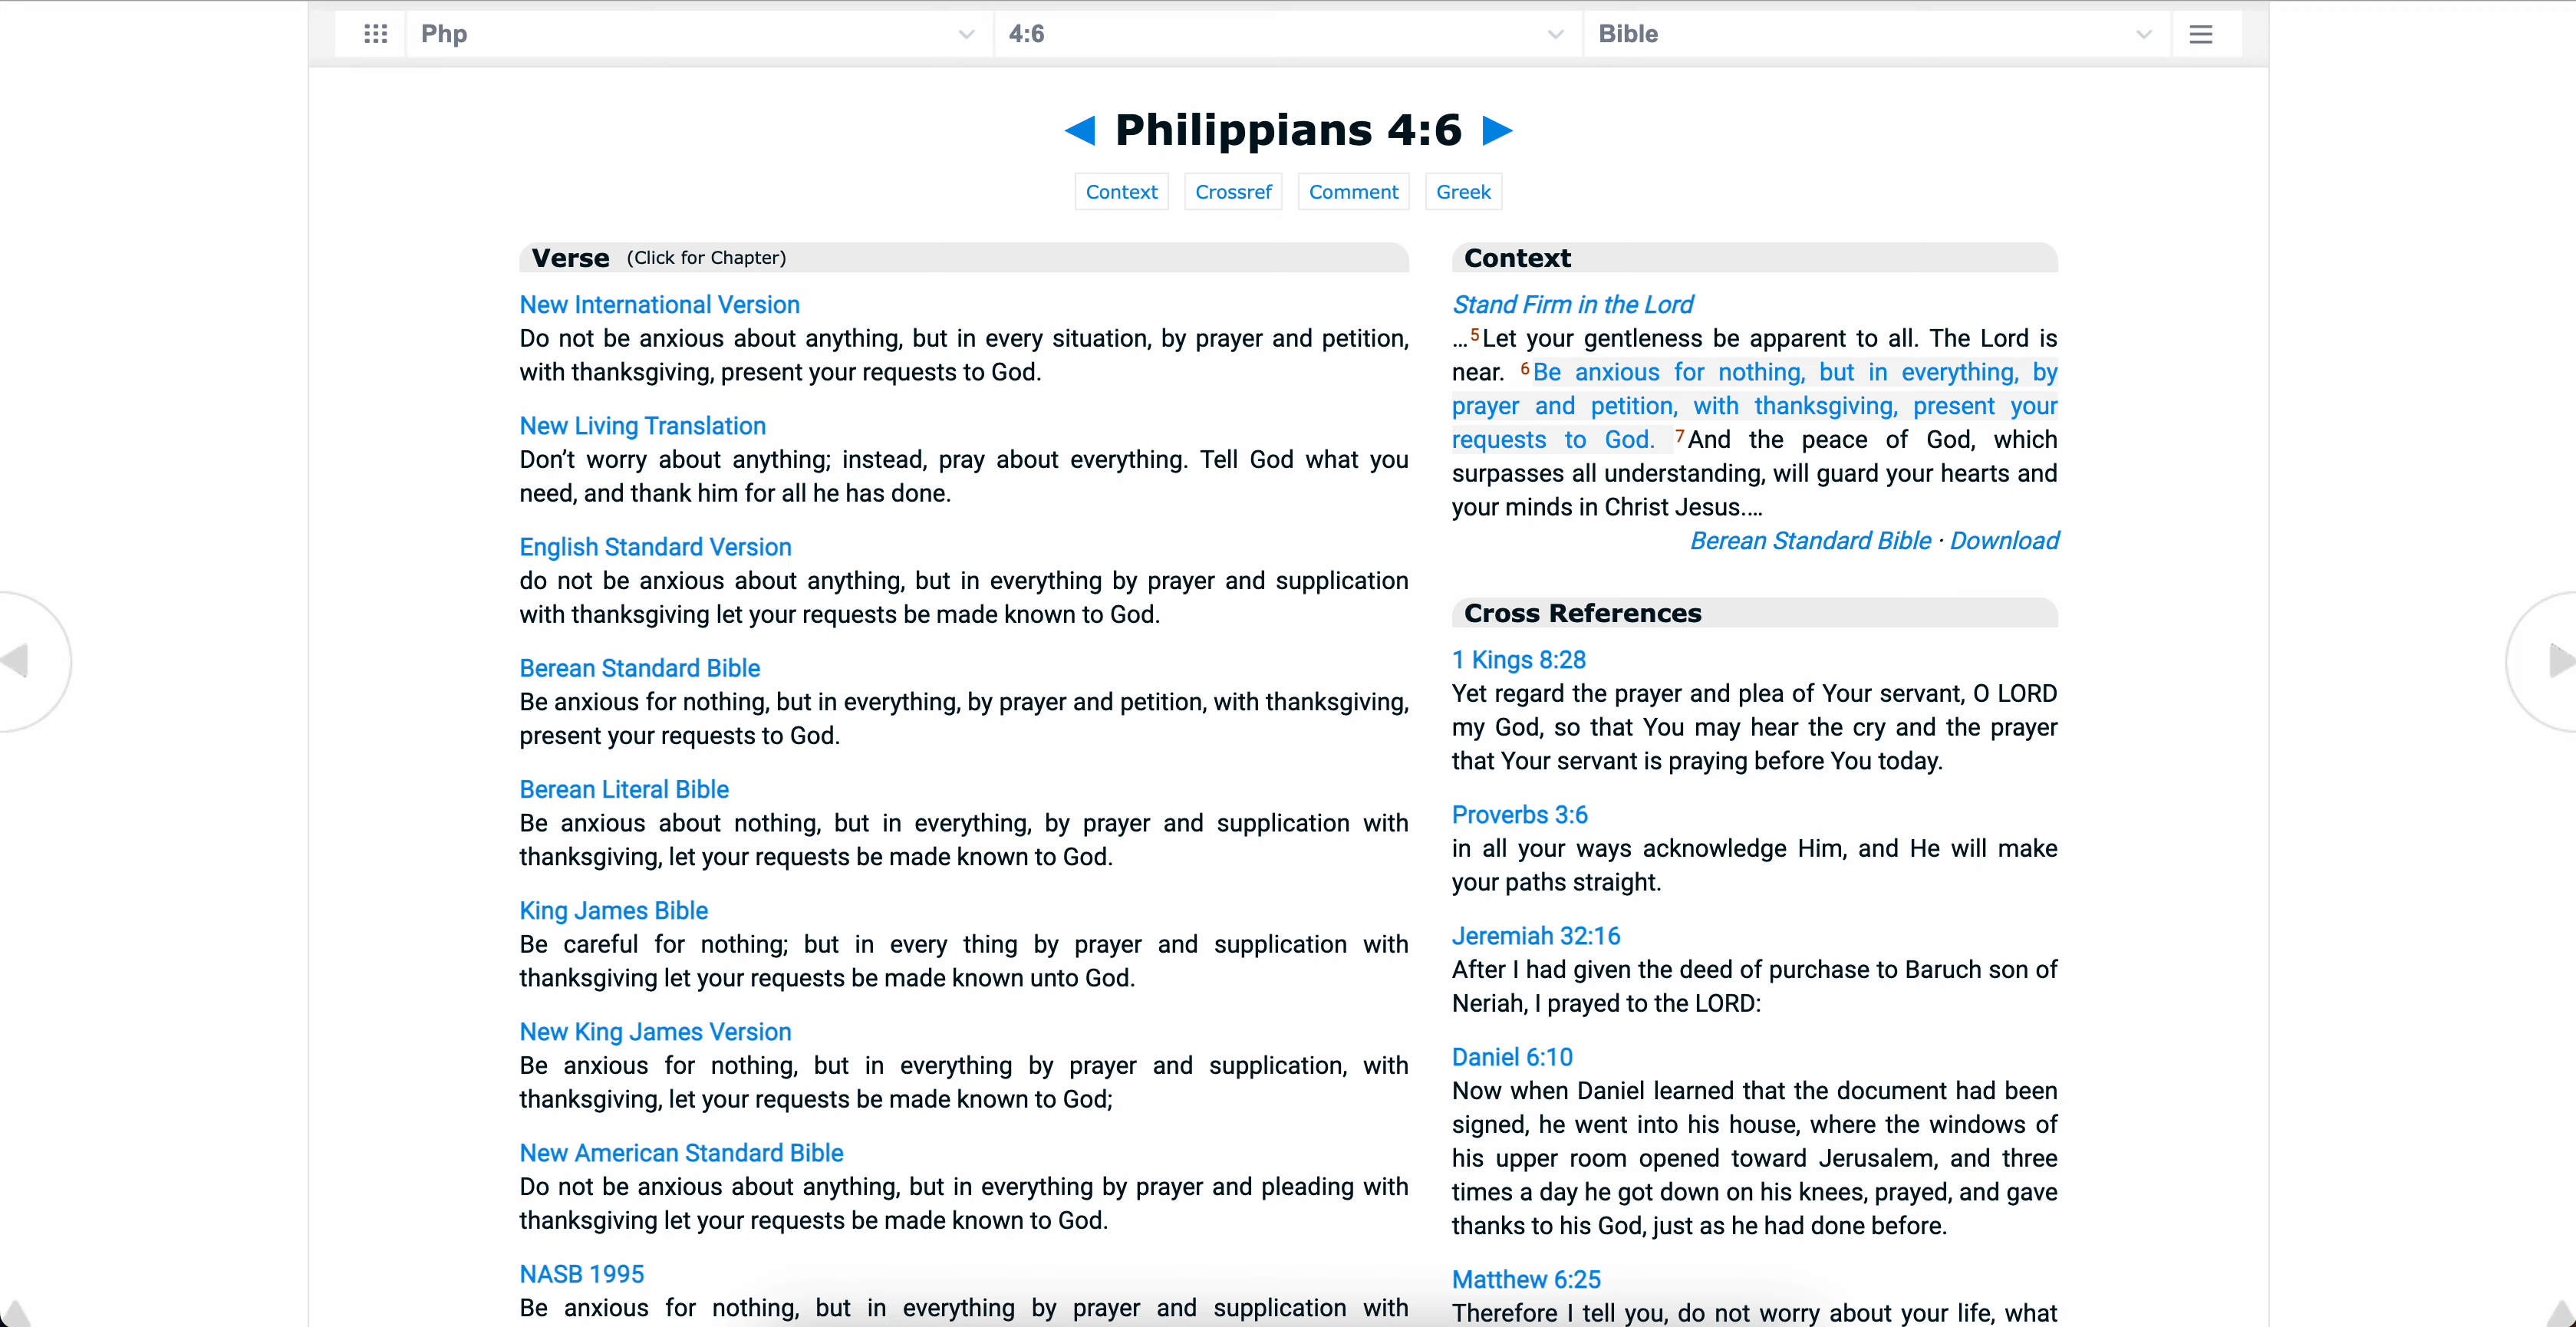 Php
4:6
Bible
Philippians 4:6
Context Crossref Comment Greek
Verse (Click for Chapter)
New International Version
Do not be anxious about anything, but in every situation, by prayer and petition,
with thanksgiving, present your requests to God.
New Living Translation
Don’t worry about anything; instead, pray about everything. Tell God what you
need, and thank him for all he has done.
English Standard Version
do not be anxious about anything, but in everything by prayer and supplication
with thanksgiving let your requests be made known to God.
Berean Standard Bible
Be anxious for nothing, but in everything, by prayer and petition, with thanksgiving,
present your requests to God.
Berean Literal Bible
Be anxious about nothing, but in everything, by prayer and supplication with
thanksgiving, let your requests be made known to God.
King James Bible
Be careful for nothing; but in every thing by prayer and supplication with
thanksgiving let your requests be made known unto God.
New King James Version
Be anxious for nothing, but in everything by prayer and supplication, with
thanksgiving, let your requests be made known to God;
New American Standard Bible
Do not be anxious about anything, but in everything by prayer and pleading with
thanksgiving let your requests be made known to God.
NASB 1995
Be anxious for nothing, but in everything by prayer and supplication with
Context
Stand Firm in the Lord
…5Let your gentleness be apparent to all. The Lord is
near. 6Be anxious for nothing, but in everything, by
prayer and petition, with thanksgiving, present your
requests to God. 7And the peace of God, which
surpasses all understanding, will guard your hearts and
your minds in Christ Jesus.…
Berean Standard Bible · Download
Cross References
1 Kings 8:28
Yet regard the prayer and plea of Your servant, O LORD
my God, so that You may hear the cry and the prayer
that Your servant is praying before You today.
Proverbs 3:6
in all your ways acknowledge Him, and He will make
your paths straight.
Jeremiah 32:16
After I had given the deed of purchase to Baruch son of
Neriah, I prayed to the LORD:
Daniel 6:10
Now when Daniel learned that the document had been
signed, he went into his house, where the windows of
his upper room opened toward Jerusalem, and three
times a day he got down on his knees, prayed, and gave
thanks to his God, just as he had done before.
Matthew 6:25
Therefore I tell you, do not worry about your life, what